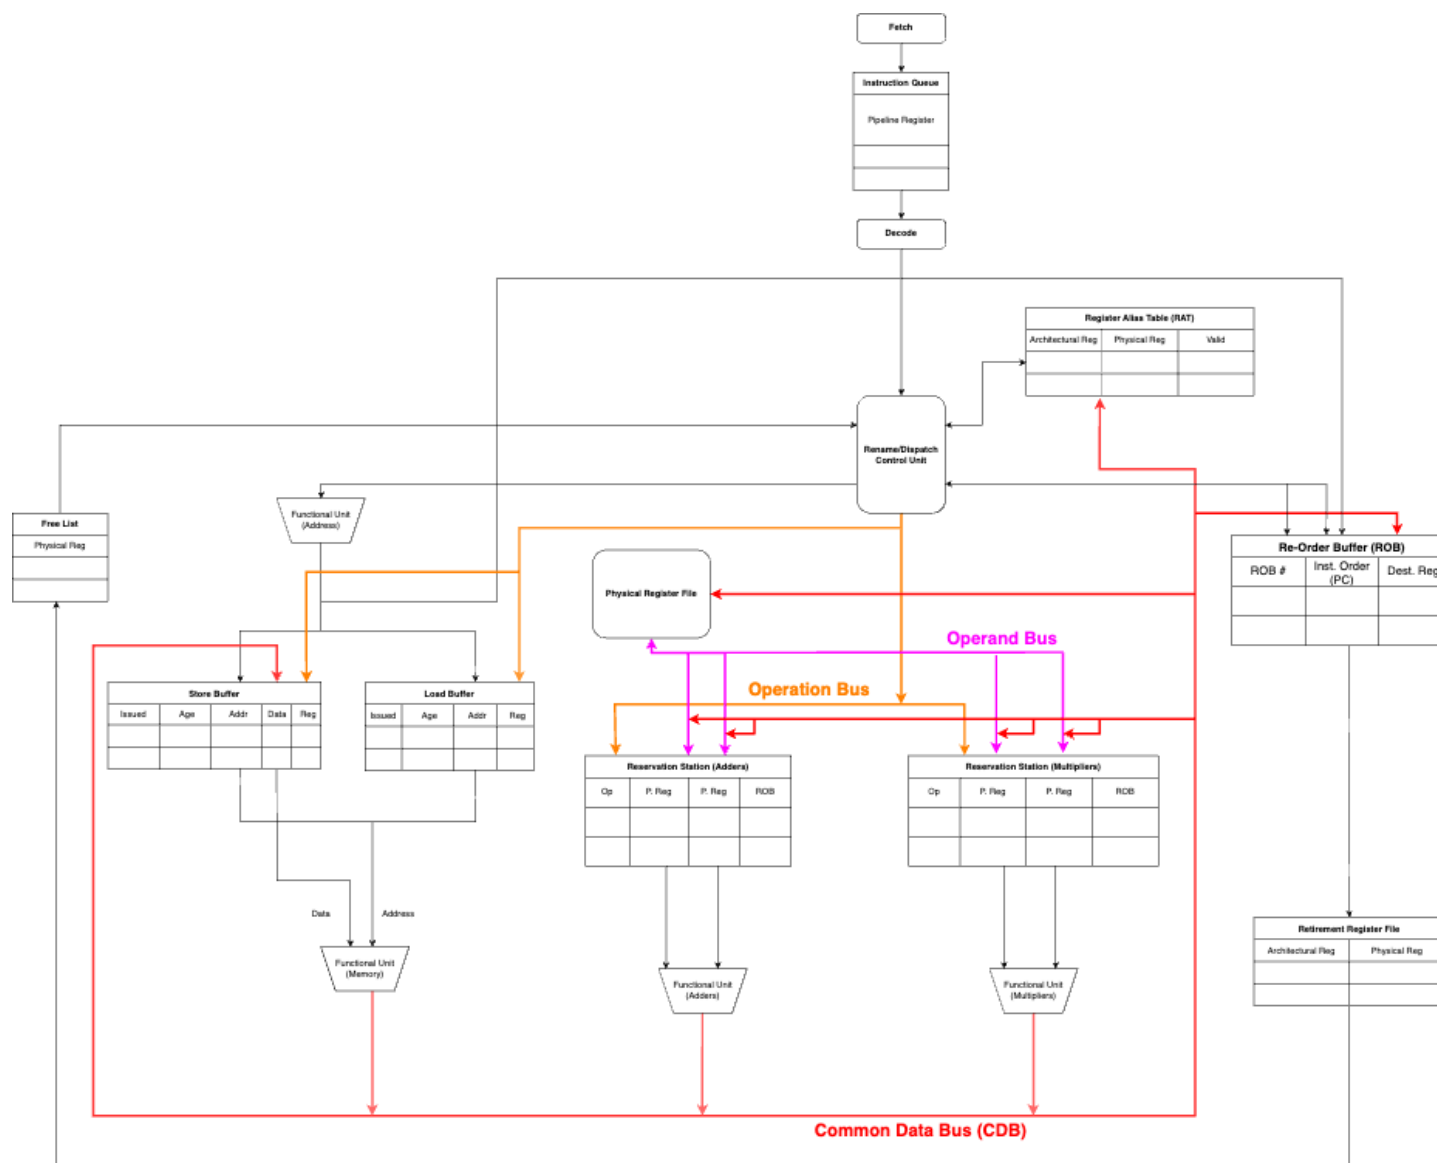 Fetch
Instruction Queue
Pipeline Register
Decode
Register Alias Table (RAT)
Architectural Reg
Physical Reg
Valid
Rename/Dispatch
Control Unit
Functional Unit
(Address)
Free List
Physical Reg
Physical Register File
Re-Order Buffer (ROB)
ROB #
Inst. Order
(PC)
Dest. Reg
Operand Bus
Operation Bus
Store Buffer
Issued
Age
Addr
Data
Reg
Load Buffer
Issued
Age
Addr
Reg
Reservation Station (Adders)
Op
P. Reg
P. Reg
ROB
Reservation Station (Multipliers)
Op
P. Reg
P. Reg
ROB
Data
Address
Functional Unit
(Memory)
Functional Unit
(Adders)
Functional Unit
(Multipliers)
Retirement Register File
Architectural Reg
Physical Reg
Common Data Bus (CDB)